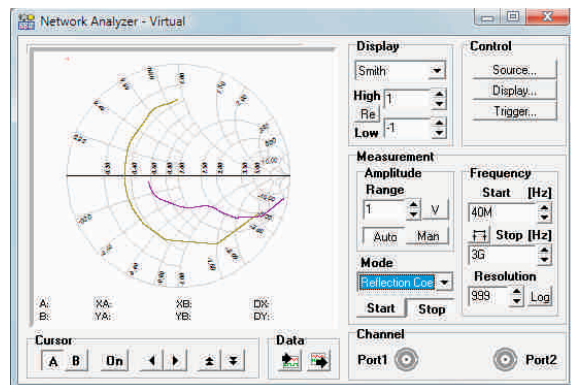 Network Analyzer - Virtual
Display
Smith
High 1
Re
Low -1
Control
Source...
Display...
Trigger...
Measurement
Amplitude
Range
1
V
Auto Man
Mode
Reflection Coe
Start Stop
Frequency
Start [Hz]
40M
Stop [Hz]
3G
Resolution
999
Log
A: XA: XB: DX:
B: YA: YB: DY:
Cursor
A B On
Data
Channel
Port1 Port2